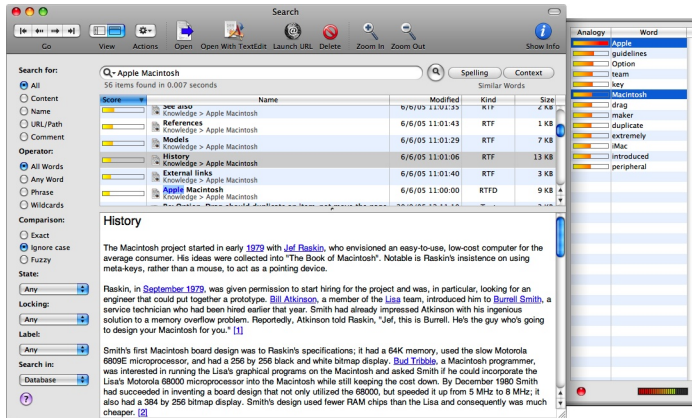 Search
Go
View
Actions
Open
Open With TextEdit
Launch URL
Delete
Zoom In
Zoom Out
Show Info
Search for:
All
Content
Name
URL/Path
Comment
Operator:
All Words
Any Word
Phrase
Wildcards
Comparison:
Exact
Ignore case
Fuzzy
State:
Any
Locking:
Any
Label:
Any
Search in:
Database
?
Apple Macintosh
Spelling
Context
56 items found in 0.007 seconds
Similar Words
Score Name Modified Kind Size
See also 6/6/05 11:01:35 RTF 2 KB
Knowledge > Apple Macintosh
References 6/6/05 11:01:43 RTF 1 KB
Knowledge > Apple Macintosh
Models 6/6/05 11:01:29 RTF 7 KB
Knowledge > Apple Macintosh
History 6/6/05 11:01:06 RTF 13 KB
Knowledge > Apple Macintosh
External links 6/6/05 11:01:40 RTF 3 KB
Knowledge > Apple Macintosh
Apple Macintosh 6/6/05 11:00:00 RTFD 9 KB
Knowledge > Apple Macintosh
History
The Macintosh project started in early 1979 with Jef Raskin, who envisioned an easy-to-use, low-cost computer for the
average consumer. His ideas were collected into "The Book of Macintosh". Notable is Raskin's insistence on using
meta-keys, rather than a mouse, to act as a pointing device.
Raskin, in September 1979, was given permission to start hiring for the project and was, in particular, looking for an
engineer that could put together a prototype. Bill Atkinson, a member of the Lisa team, introduced him to Burrell Smith, a
service technician who had been hired earlier that year. Smith had already impressed Atkinson with his ingenious
solution to a memory overflow problem. Reportedly, Atkinson told Raskin, "Jef, this is Burrell. He's the guy who's going
to design your Macintosh for you." [1]
Smith's first Macintosh board design was to Raskin's specifications; it had a 64K memory, used the slow Motorola
6809E microprocessor, and had a 256 by 256 black and white bitmap display. Bud Tribble, a Macintosh programmer,
was interested in running the Lisa's graphical programs on the Macintosh and asked Smith if he could incorporate the
Lisa's Motorola 68000 microprocessor into the Macintosh while still keeping the cost down. By December 1980 Smith
had succeeded in inventing a board design that not only utilized the 68000, but speeded it up from 5 MHz to 8 MHz; it
also had a 384 by 256 bitmap display. Smith's design used fewer RAM chips than the Lisa and consequently was much
cheaper. [2]
Analogy Word
Apple
guidelines
Option
team
key
Macintosh
drag
maker
duplicate
extremely
iMac
introduced
peripheral